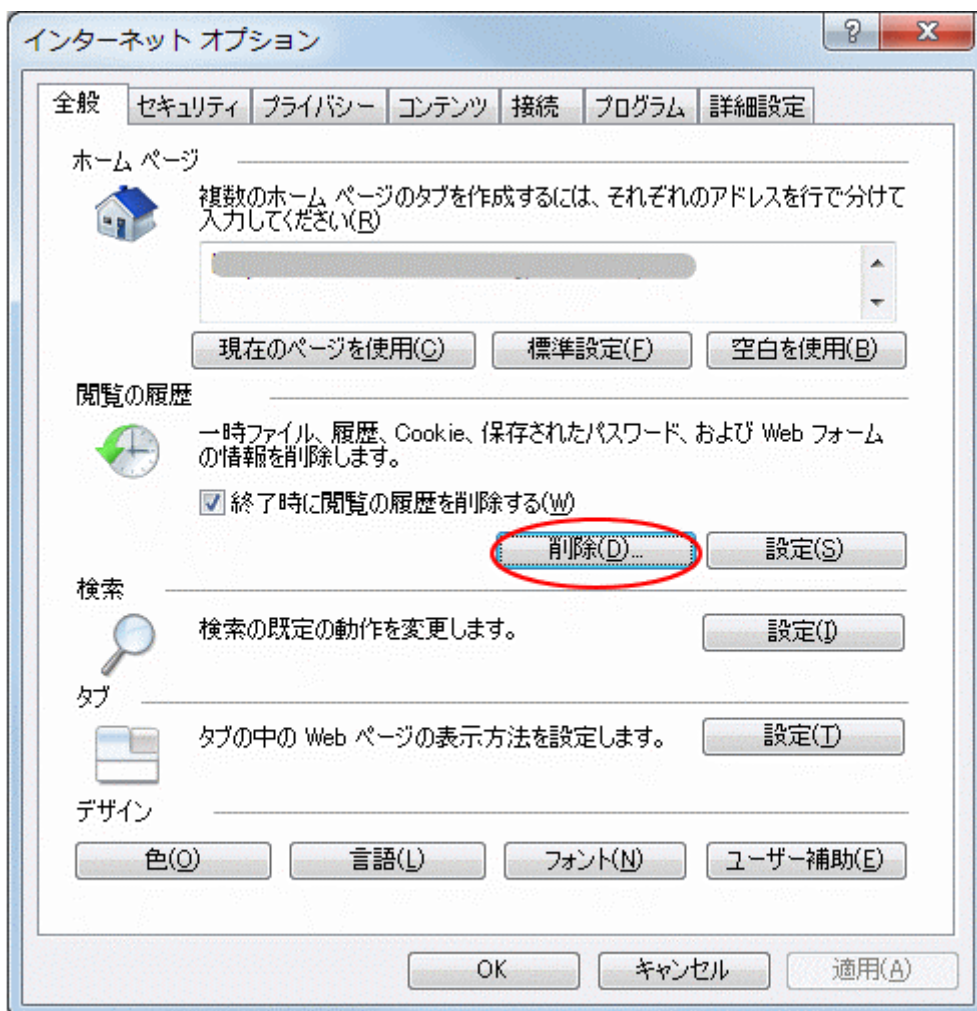 インターネット オプション
全般 セキュリティ プライバシー コンテンツ 接続 プログラム 詳細設定
ホーム ページ
複数のホーム ページのタブを作成するには、それぞれのアドレスを行で分けて
入力してください(R)
現在のページを使用(C) 標準設定(F) 空白を使用(B)
閲覧の履歴
一時ファイル、履歴、Cookie、保存されたパスワード、および Web フォーム
の情報を削除します。
終了時に閲覧の履歴を削除する(W)
削除(D)... 設定(S)
検索
検索の既定の動作を変更します。 設定(I)
タブ
タブの中の Web ページの表示方法を設定します。 設定(T)
デザイン
色(O) 言語(L) フォント(N) ユーザー補助(E)
OK キャンセル 適用(A)